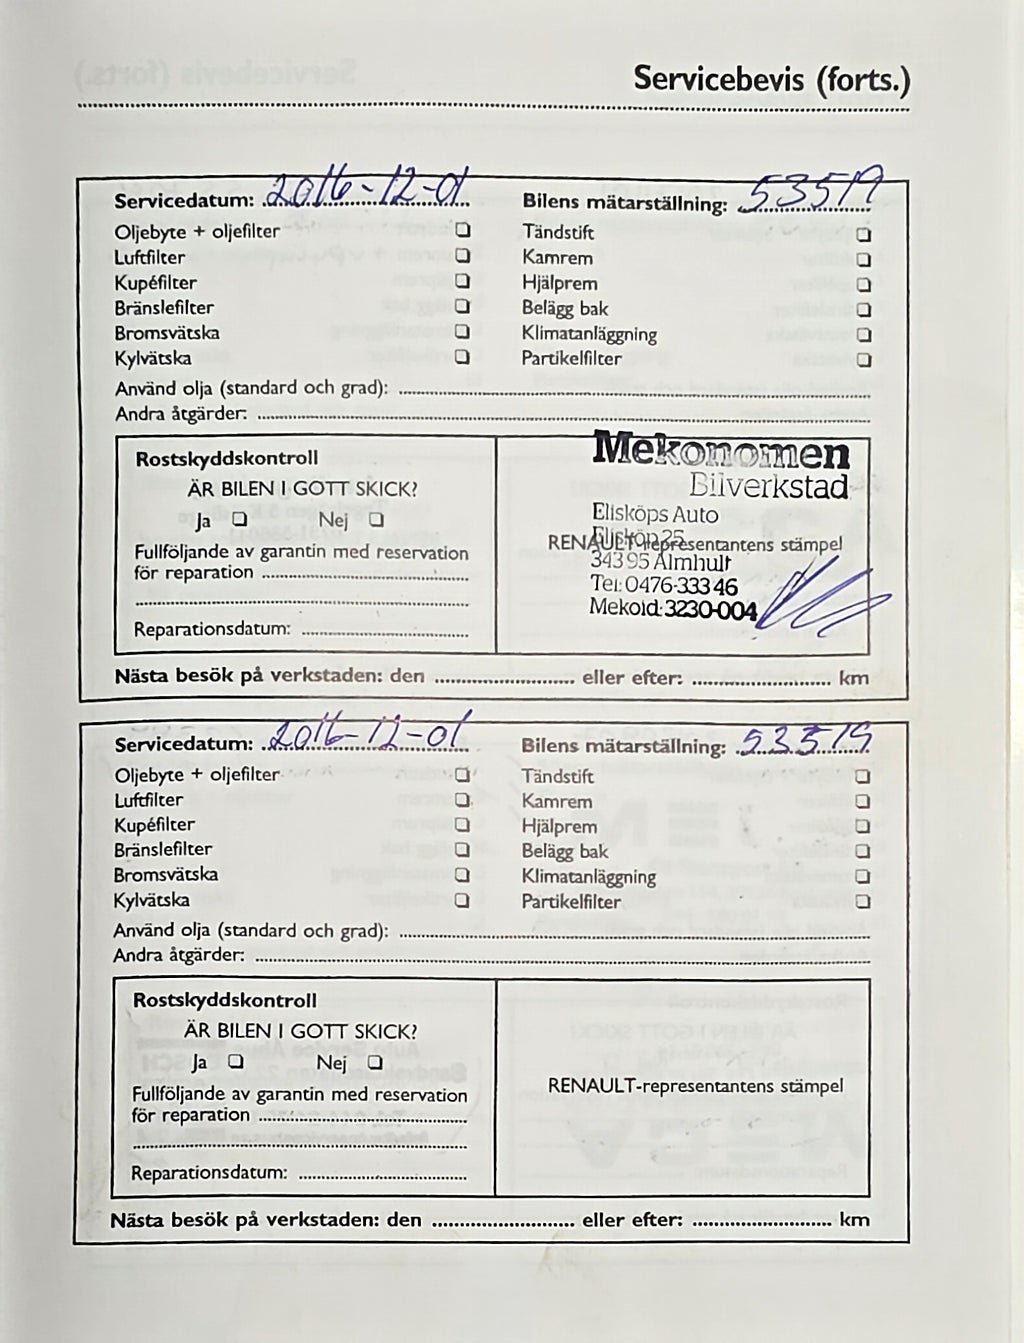 Servicebevis (forts.)
Servicedatum: 2016-12-01 Bilens mätarställning: 53519
Oljebyte + oljefilter ❑ Tändstift ❑
Luftfilter ❑ Kamrem ❑
Kupéfilter ❑ Hjälprem ❑
Bränslefilter ❑ Belägg bak ❑
Bromsvätska ❑ Klimatanläggning ❑
Kylvätska ❑ Partikelfilter ❑
Använd olja (standard och grad): ........
Andra åtgärder: ........
Rostskyddskontroll
ÄR BILEN I GOTT SKICK?
Ja ❑ Nej ❑
Fullföljande av garantin med reservation
för reparation ........
Reparationsdatum: ........
Mekonomen
Bilverkstad
Elisköps Auto
Elisköp 25
RENAULT-representantens stämpel
343 95 Älmhult
Tel: 0476-333 46
Mekoid: 3230-004
Nästa besök på verkstaden: den ........ eller efter: ........ km
Servicedatum: 2016-12-01 Bilens mätarställning: 53519
Oljebyte + oljefilter ❑ Tändstift ❑
Luftfilter ❑ Kamrem ❑
Kupéfilter ❑ Hjälprem ❑
Bränslefilter ❑ Belägg bak ❑
Bromsvätska ❑ Klimatanläggning ❑
Kylvätska ❑ Partikelfilter ❑
Använd olja (standard och grad): ........
Andra åtgärder: ........
Rostskyddskontroll
ÄR BILEN I GOTT SKICK?
Ja ❑ Nej ❑
Fullföljande av garantin med reservation
för reparation ........
Reparationsdatum: ........
RENAULT-representantens stämpel
Nästa besök på verkstaden: den ........ eller efter: ........ km